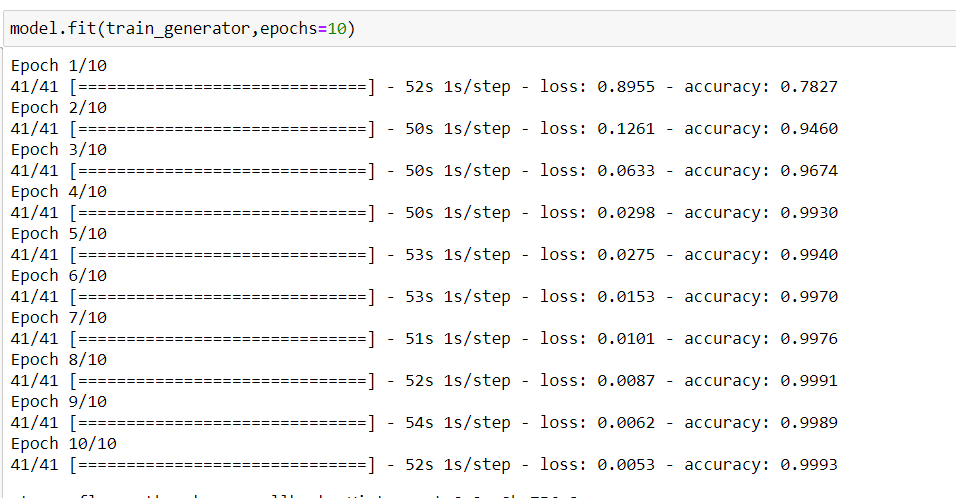 model.fit(train_generator,epochs=10)
Epoch 1/10
41/41 [==============================] - 52s 1s/step - loss: 0.8955 - accuracy: 0.7827
Epoch 2/10
41/41 [==============================] - 50s 1s/step - loss: 0.1261 - accuracy: 0.9460
Epoch 3/10
41/41 [==============================] - 50s 1s/step - loss: 0.0633 - accuracy: 0.9674
Epoch 4/10
41/41 [==============================] - 50s 1s/step - loss: 0.0298 - accuracy: 0.9930
Epoch 5/10
41/41 [==============================] - 53s 1s/step - loss: 0.0275 - accuracy: 0.9940
Epoch 6/10
41/41 [==============================] - 53s 1s/step - loss: 0.0153 - accuracy: 0.9970
Epoch 7/10
41/41 [==============================] - 51s 1s/step - loss: 0.0101 - accuracy: 0.9976
Epoch 8/10
41/41 [==============================] - 52s 1s/step - loss: 0.0087 - accuracy: 0.9991
Epoch 9/10
41/41 [==============================] - 54s 1s/step - loss: 0.0062 - accuracy: 0.9989
Epoch 10/10
41/41 [==============================] - 52s 1s/step - loss: 0.0053 - accuracy: 0.9993